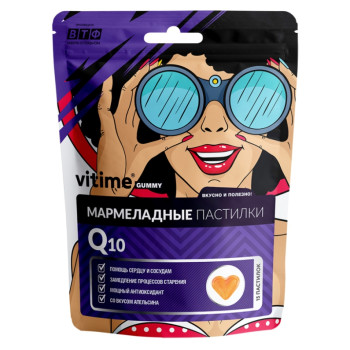 ВТФ
vitime® GUMMY
ВКУСНО И ПОЛЕЗНО!
МАРМЕЛАДНЫЕ ПАСТИЛКИ
Q10
ПОМОЩЬ СЕРДЦУ И СОСУДАМ
ЗАМЕДЛЕНИЕ ПРОЦЕССОВ СТАРЕНИЯ
МОЩНЫЙ АНТИОКСИДАНТ
СО ВКУСОМ АПЕЛЬСИНА
15 ПАСТИЛОК